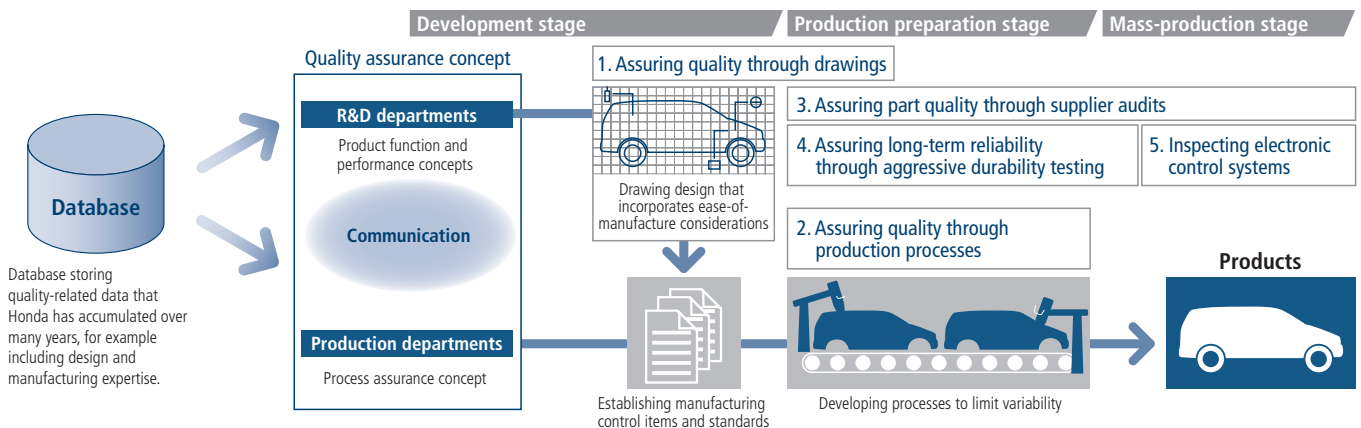 Development stage
Production preparation stage
Mass-production stage
Quality assurance concept
1. Assuring quality through drawings
R&D departments
Product function and
performance concepts
Communication
Production departments
Process assurance concept
Database
Database storing
quality-related data that
Honda has accumulated over
many years, for example
including design and
manufacturing expertise.
Drawing design that
incorporates ease-of-
manufacture considerations
Establishing manufacturing
control items and standards
3. Assuring part quality through supplier audits
4. Assuring long-term reliability
through aggressive durability testing
5. Inspecting electronic
control systems
2. Assuring quality through
production processes
Developing processes to limit variability
Products